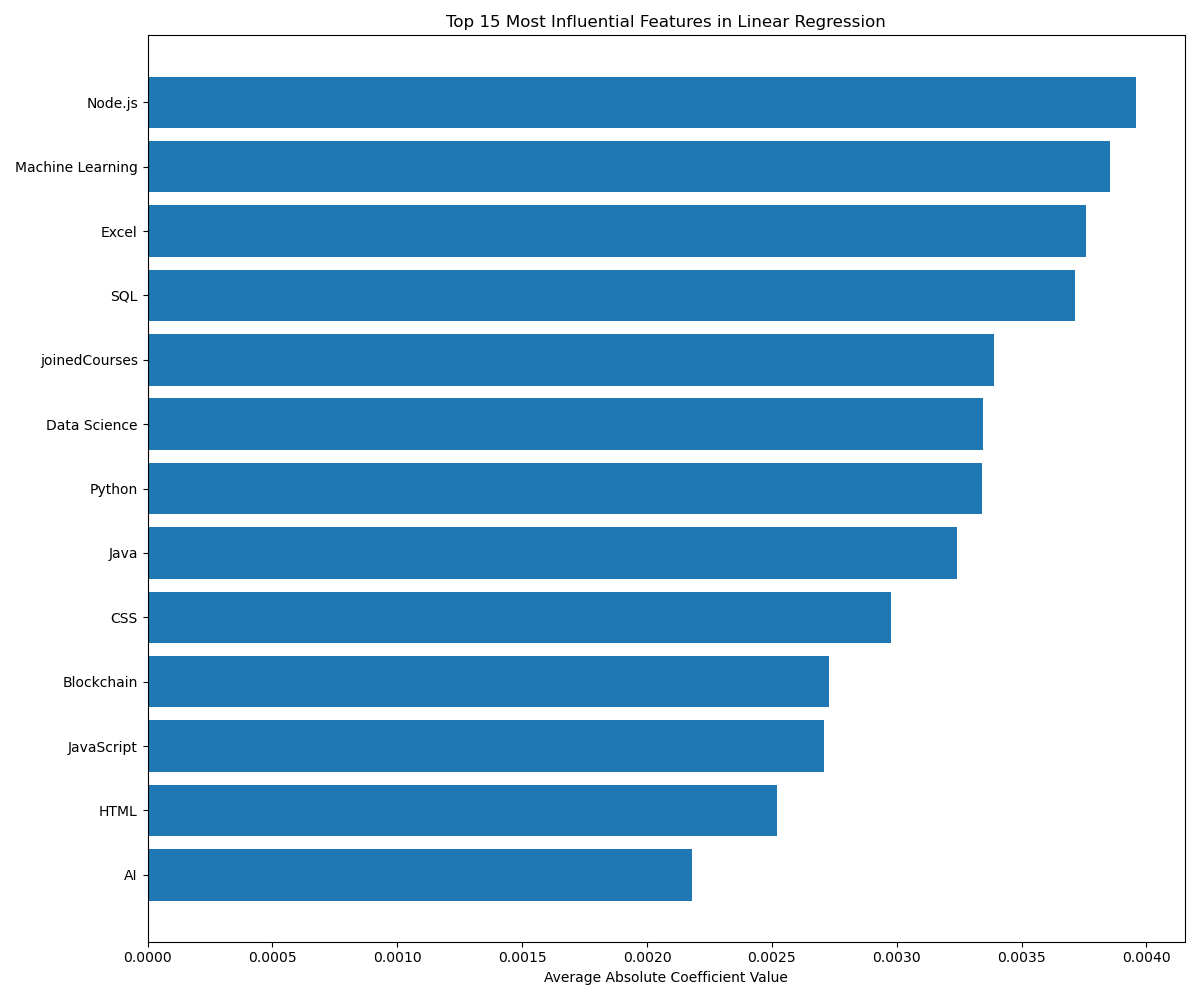 Top 15 Most Influential Features in Linear Regression
Node.js
Machine Learning
Excel
SQL
joinedCourses
Data Science
Python
Java
CSS
Blockchain
JavaScript
HTML
AI
0.0000 0.0005 0.0010 0.0015 0.0020 0.0025 0.0030 0.0035 0.0040
Average Absolute Coefficient Value